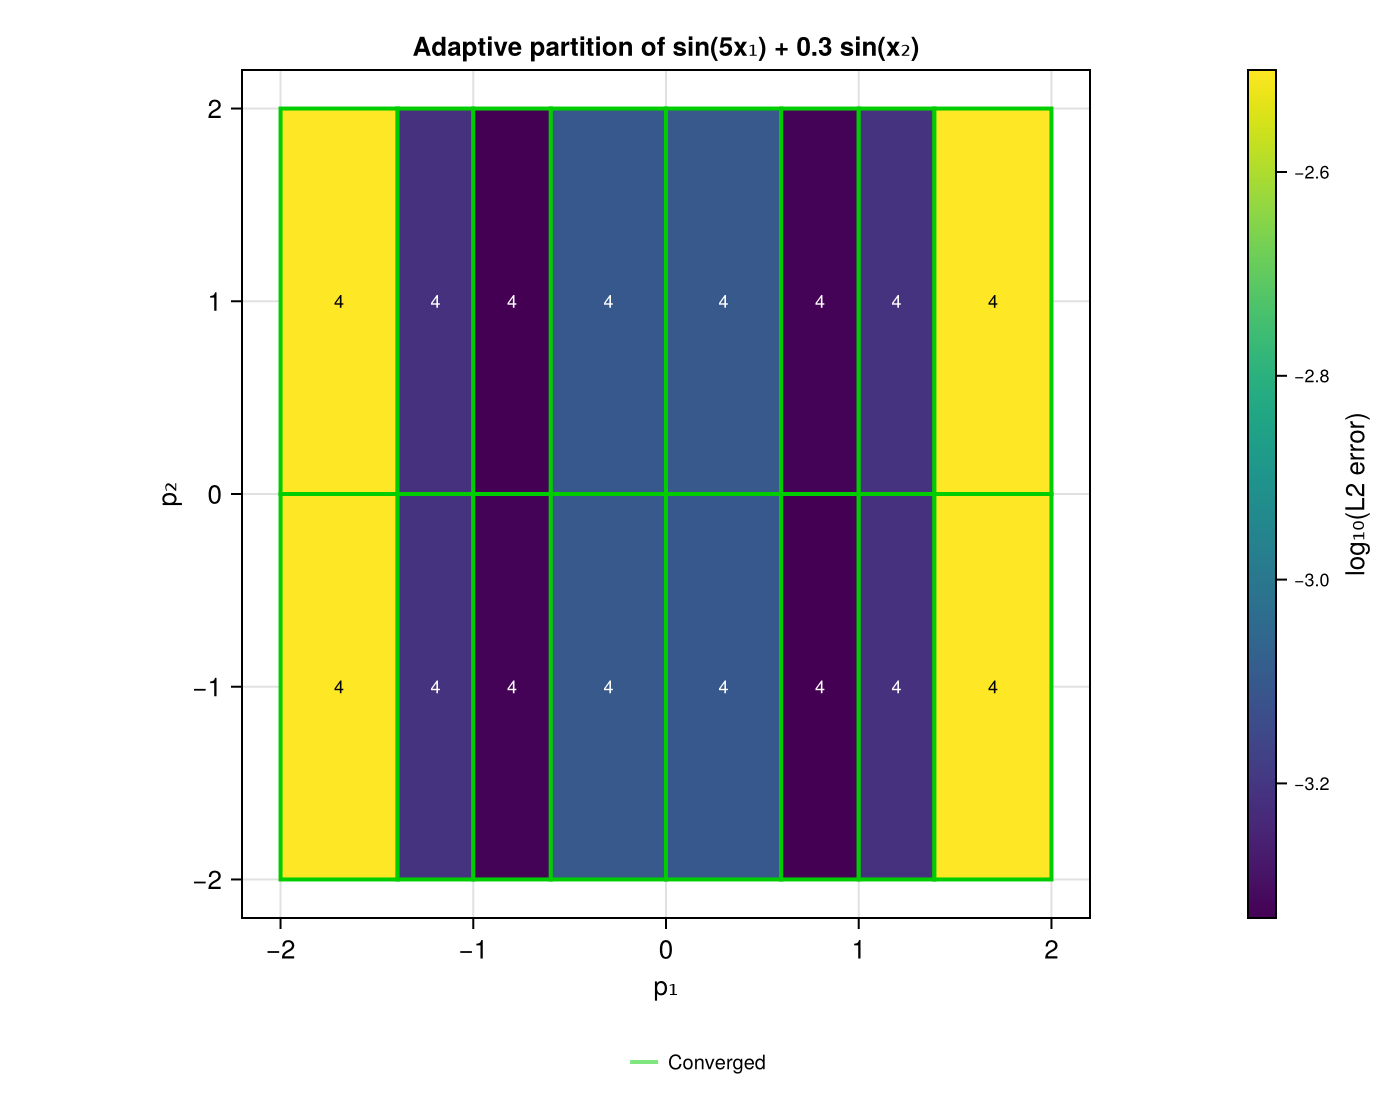 Adaptive partition of sin(5x₁) + 0.3 sin(x₂)
2
1
0
−1
−2
p₂
4 4 4 4 4 4 4 4
4 4 4 4 4 4 4 4
−2 −1 0 1 2
p₁
−2.6
−2.8
−3.0
−3.2
log₁₀(L2 error)
Converged